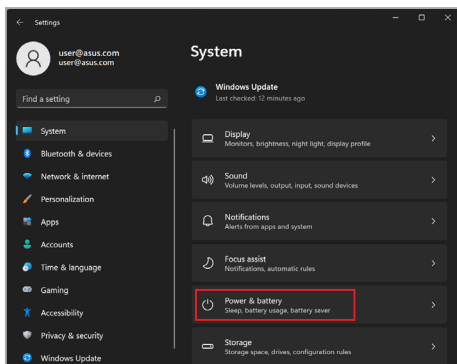 Settings
user@asus.com
user@asus.com
Find a setting
System
Bluetooth & devices
Network & internet
Personalization
Apps
Accounts
Time & language
Gaming
Accessibility
Privacy & security
Windows Update
System
Windows Update
Last checked: 12 minutes ago
Display
Monitors, brightness, night light, display profile
Sound
Volume levels, output, input, sound devices
Notifications
Alerts from apps and system
Focus assist
Notifications, automatic rules
Power & battery
Sleep, battery usage, battery saver
Storage
Storage space, drives, configuration rules